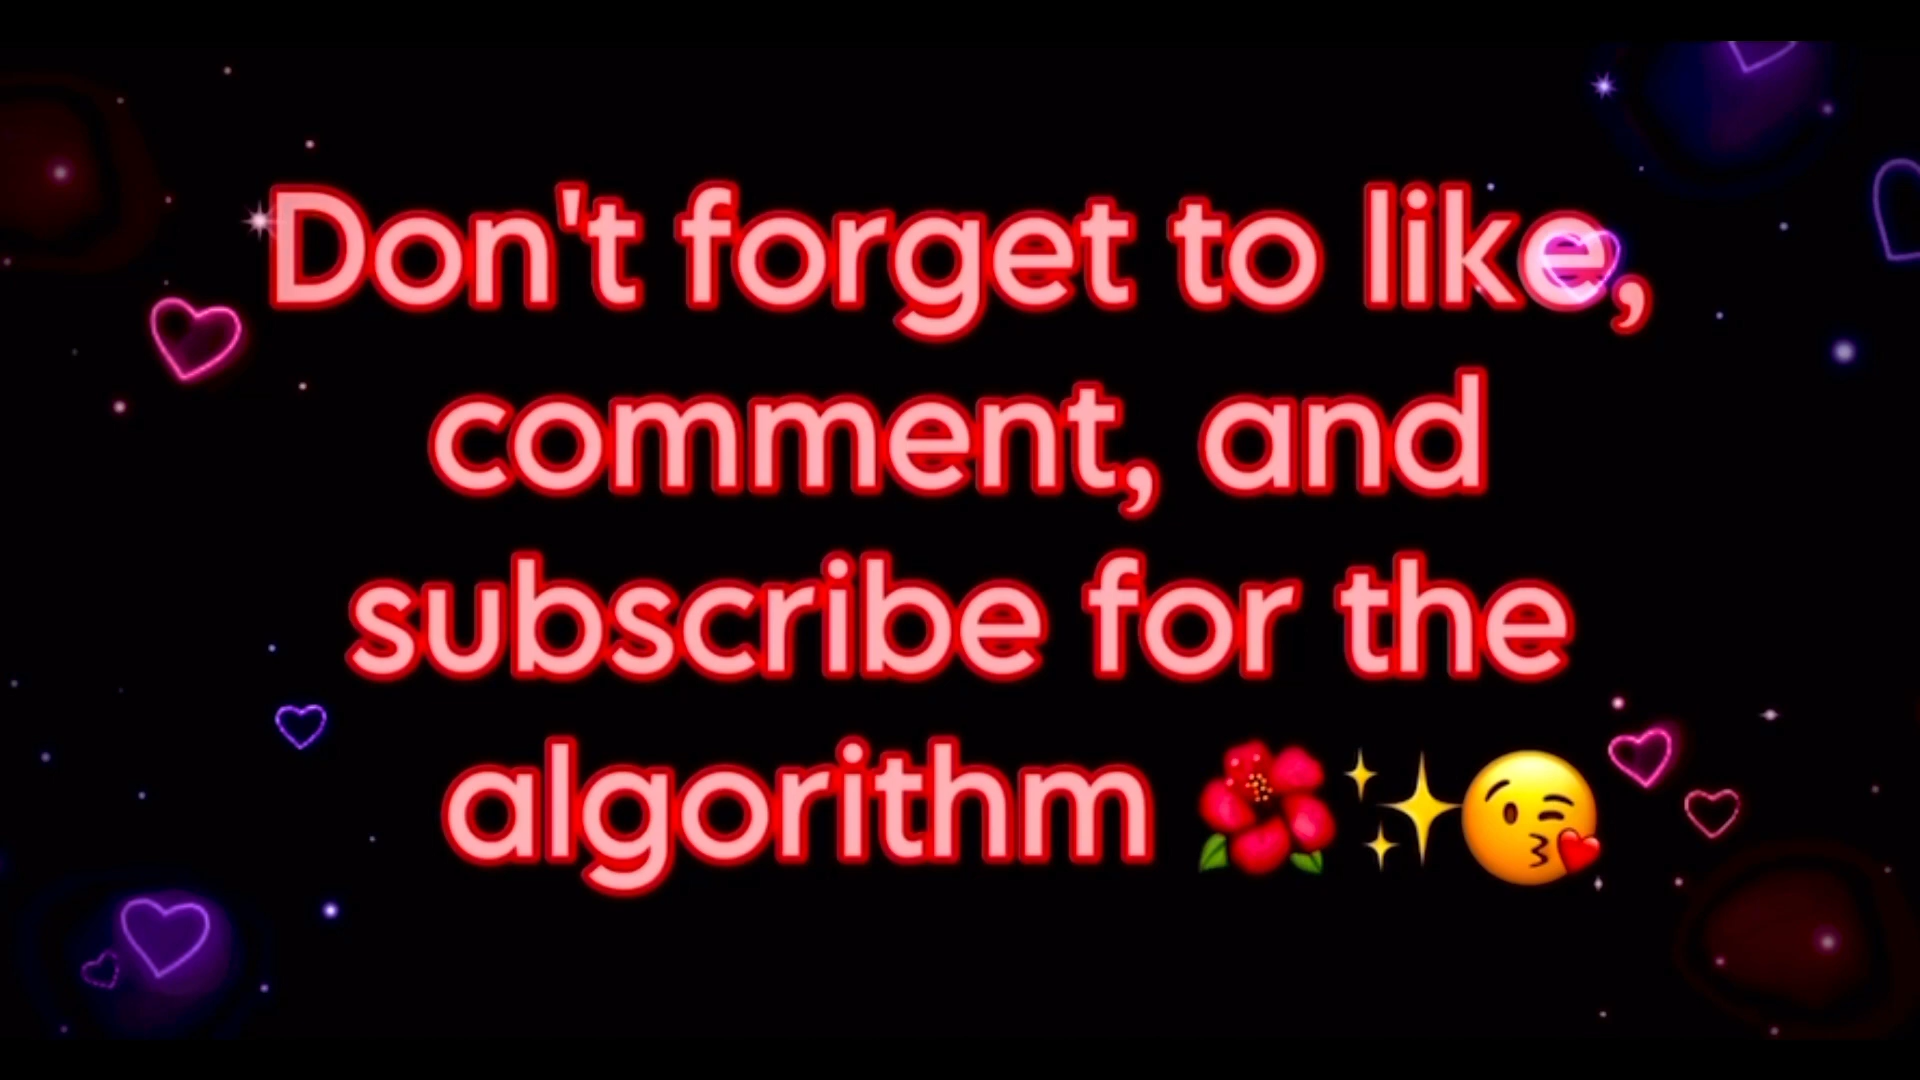 Don't forget to like,
comment, and
subscribe for the
algorithm 🌺✨😘